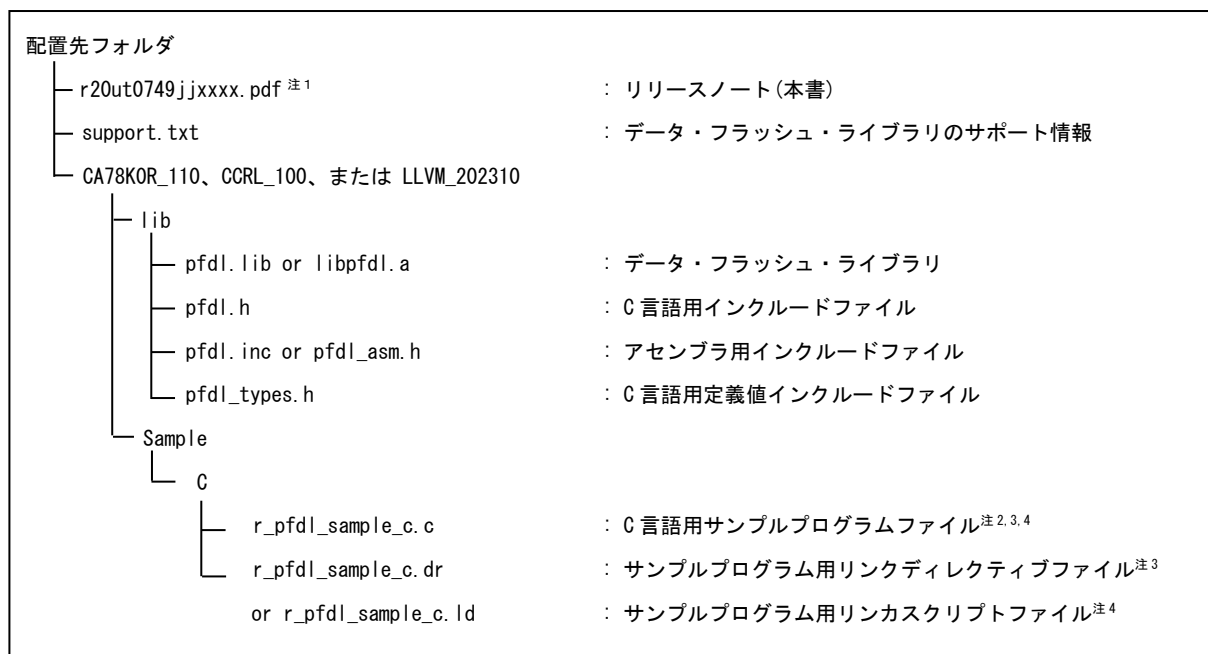 配置先フォルダ
r20ut0749jjxxxx.pdf 注1 : リリースノート(本書)
support.txt : データ・フラッシュ・ライブラリのサポート情報
CA78K0R_110、CCRL_100、または LLVM_202310
lib
pfdl.lib or libpfdl.a : データ・フラッシュ・ライブラリ
pfdl.h : C言語用インクルードファイル
pfdl.inc or pfdl_asm.h : アセンブラ用インクルードファイル
pfdl_types.h : C言語用定義値インクルードファイル
Sample
C
r_pfdl_sample_c.c : C言語用サンプルプログラムファイル注2,3,4
r_pfdl_sample_c.dr : サンプルプログラム用リンクディレクティブファイル注3
or r_pfdl_sample_c.ld : サンプルプログラム用リンカスクリプトファイル注4